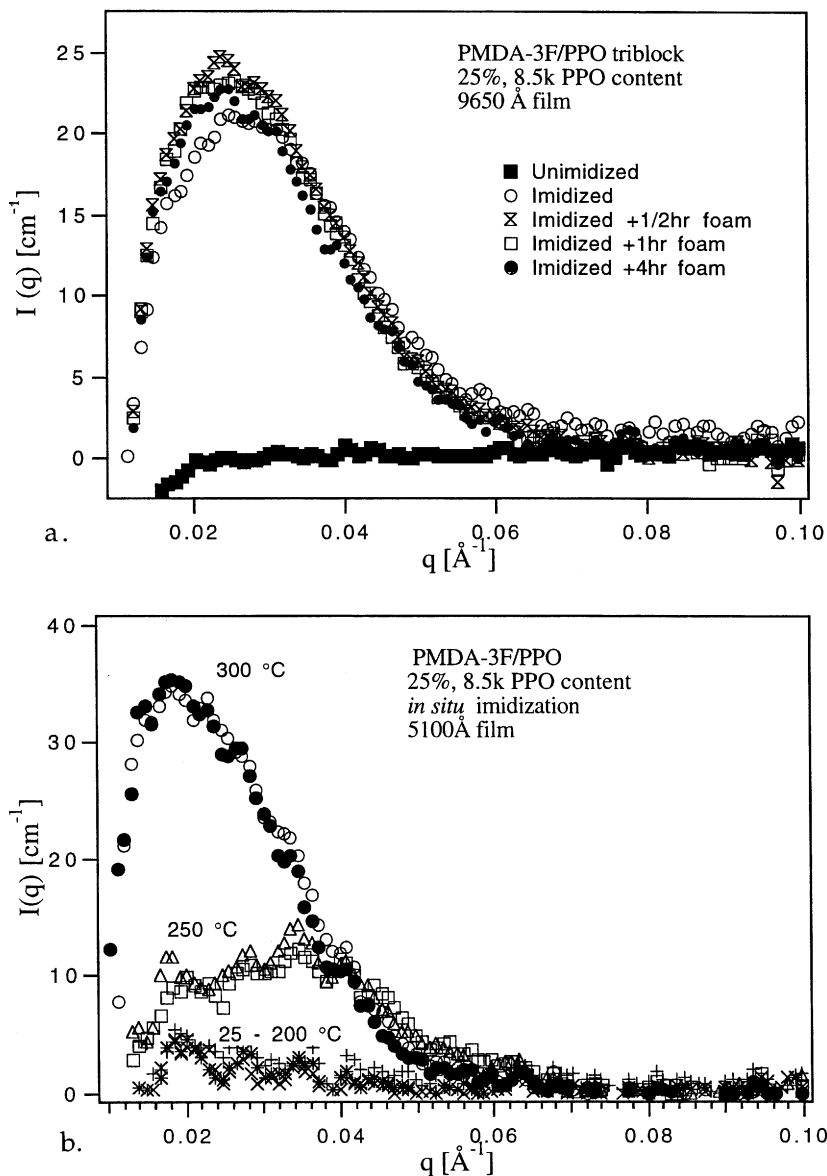 PMDA-3F/PPO triblock
25%, 8.5k PPO content
9650 Å film
Unimidized
Imidized
Imidized +1/2hr foam
Imidized +1hr foam
Imidized +4hr foam
I (q) [cm⁻¹]
25
20
15
10
5
0
0.02
0.04
0.06
0.08
0.10
q [Å⁻¹]
a.
PMDA-3F/PPO
25%, 8.5k PPO content
in situ imidization
5100Å film
300 °C
250 °C
25 - 200 °C
I(q) [cm⁻¹]
40
30
20
10
0
0.02
0.04
0.06
0.08
0.10
q [Å⁻¹]
b.